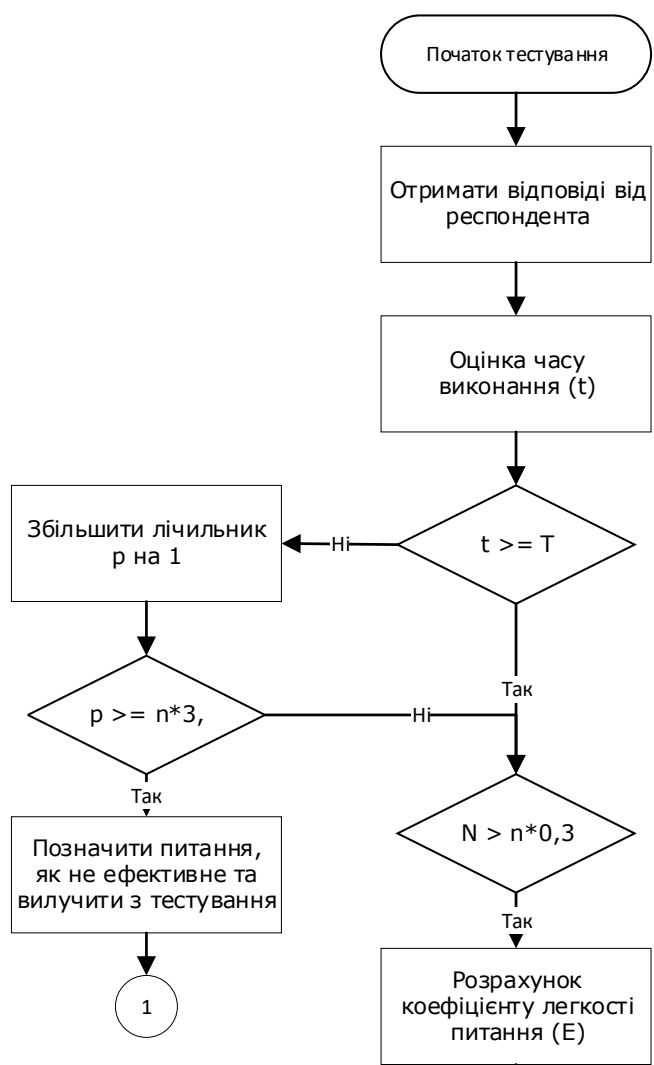 Початок тестування
Отримати відповіді від
респондента
Оцінка часу
виконання (t)
t >= T
Ні
Збільшити лічильник
р на 1
Так
p >= n*3,
Ні
Так
N > n*0,3
Позначити питання,
як не ефективне та
вилучити з тестування
Так
1
Розрахунок
коефіцієнту легкості
питання (E)